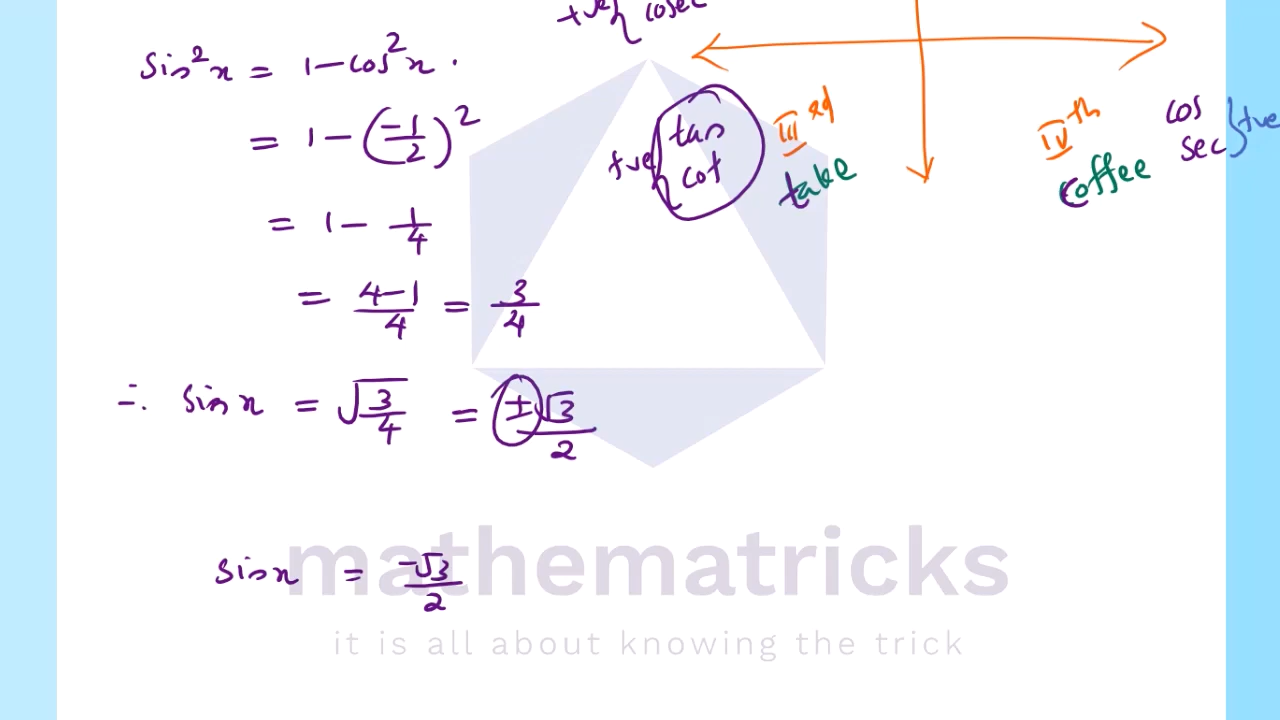 +ve} cosec
sin²x = 1-cos²x.
= 1-(-1/2)²
= 1 - 1/4
= 4-1/4 = 3/4
∴ sinx = √3/4 = ±√3/2
sinx = -√3/2
+ve{ tan
cot
III rd
take
IV th
coffee
cos
sec }+ve
mathematricks
it is all about knowing the trick